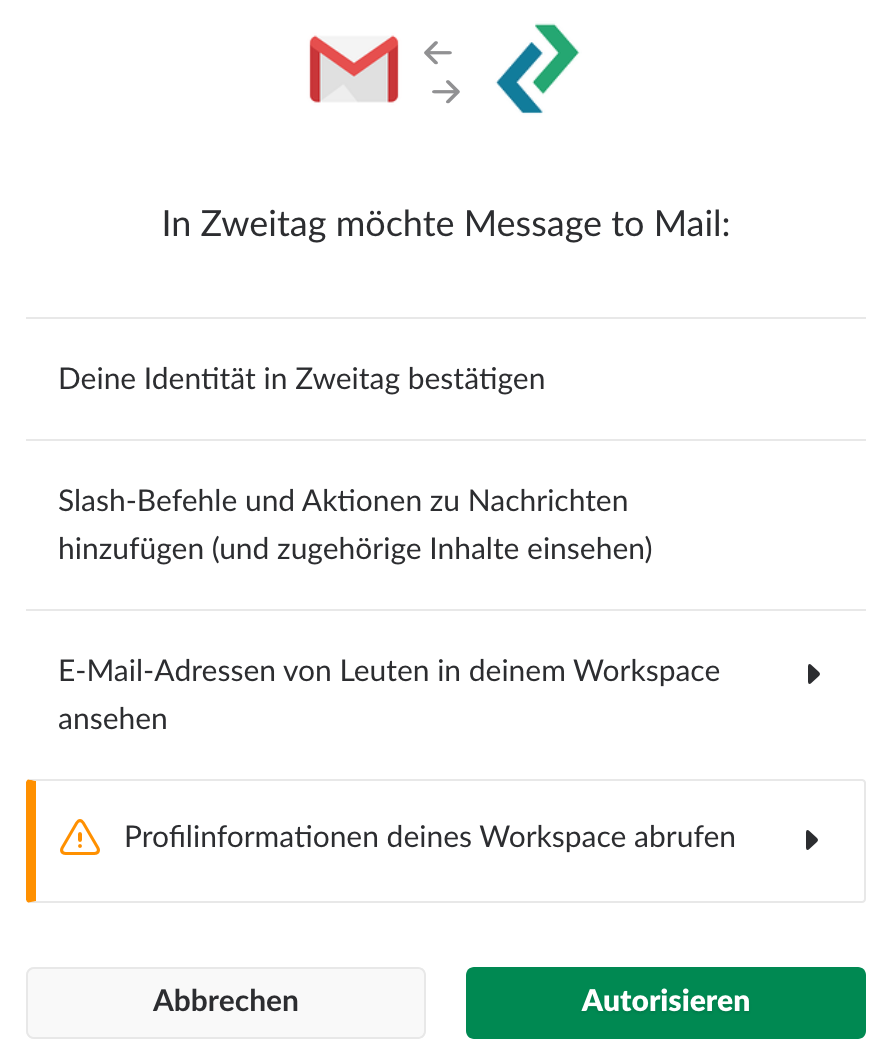 In Zweitag möchte Message to Mail:
Deine Identität in Zweitag bestätigen
Slash-Befehle und Aktionen zu Nachrichten
hinzufügen (und zugehörige Inhalte einsehen)
E-Mail-Adressen von Leuten in deinem Workspace
ansehen
Profilinformationen deines Workspace abrufen
Abbrechen
Autorisieren